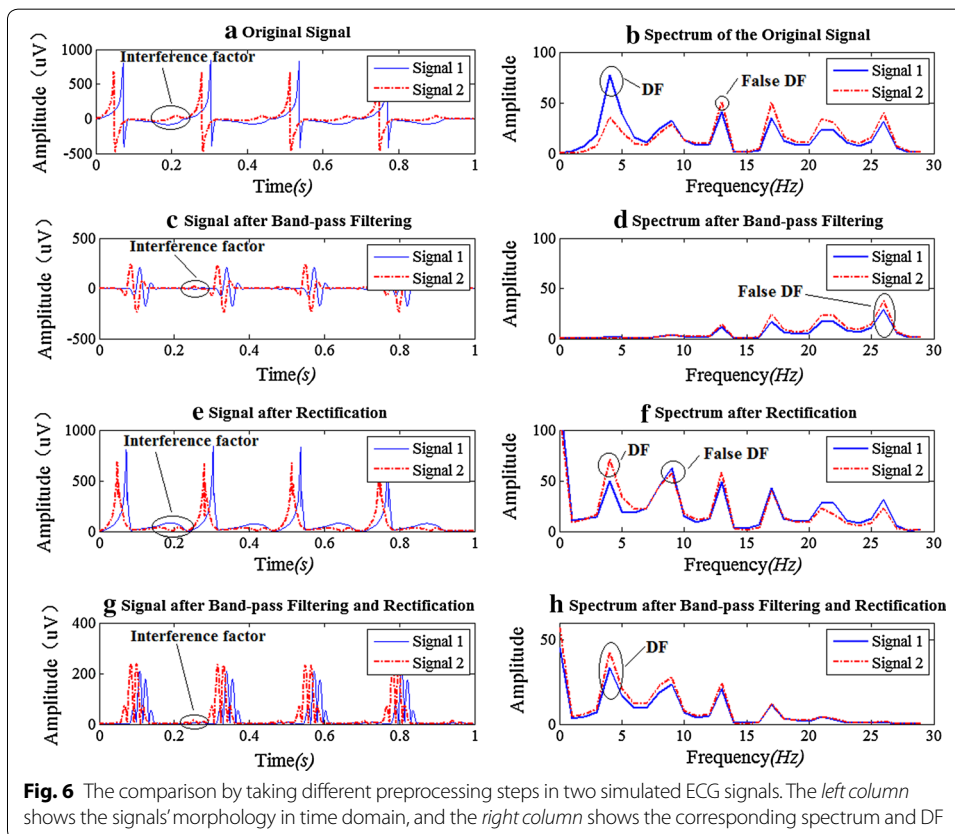 a Original Signal
Amplitude (uV)
1000
500
0
-500
Interference factor
Signal 1
Signal 2
0 0.2 0.4 0.6 0.8 1
Time(s)
b Spectrum of the Original Signal
Amplitude
100
50
0
DF
False DF
Signal 1
Signal 2
0 5 10 15 20 25 30
Frequency(Hz)
c Signal after Band-pass Filtering
Amplitude (uV)
500
0
-500
Interference factor
Signal 1
Signal 2
0 0.2 0.4 0.6 0.8 1
Time(s)
d Spectrum after Band-pass Filtering
Amplitude
100
50
0
False DF
Signal 1
Signal 2
0 5 10 15 20 25 30
Frequency(Hz)
e Signal after Rectification
Amplitude (uV)
1000
500
0
Interference factor
Signal 1
Signal 2
0 0.2 0.4 0.6 0.8 1
Time(s)
f Spectrum after Rectification
Amplitude
100
50
0
DF
False DF
Signal 1
Signal 2
0 5 10 15 20 25 30
Frequency(Hz)
g Signal after Band-pass Filtering and Rectification
Amplitude (uV)
400
200
0
Interference factor
Signal 1
Signal 2
0 0.2 0.4 0.6 0.8 1
Time(s)
h Spectrum after Band-pass Filtering and Rectification
Amplitude
50
0
DF
Signal 1
Signal 2
0 5 10 15 20 25 30
Frequency(Hz)
Fig. 6 The comparison by taking different preprocessing steps in two simulated ECG signals. The left column
shows the signals' morphology in time domain, and the right column shows the corresponding spectrum and DF